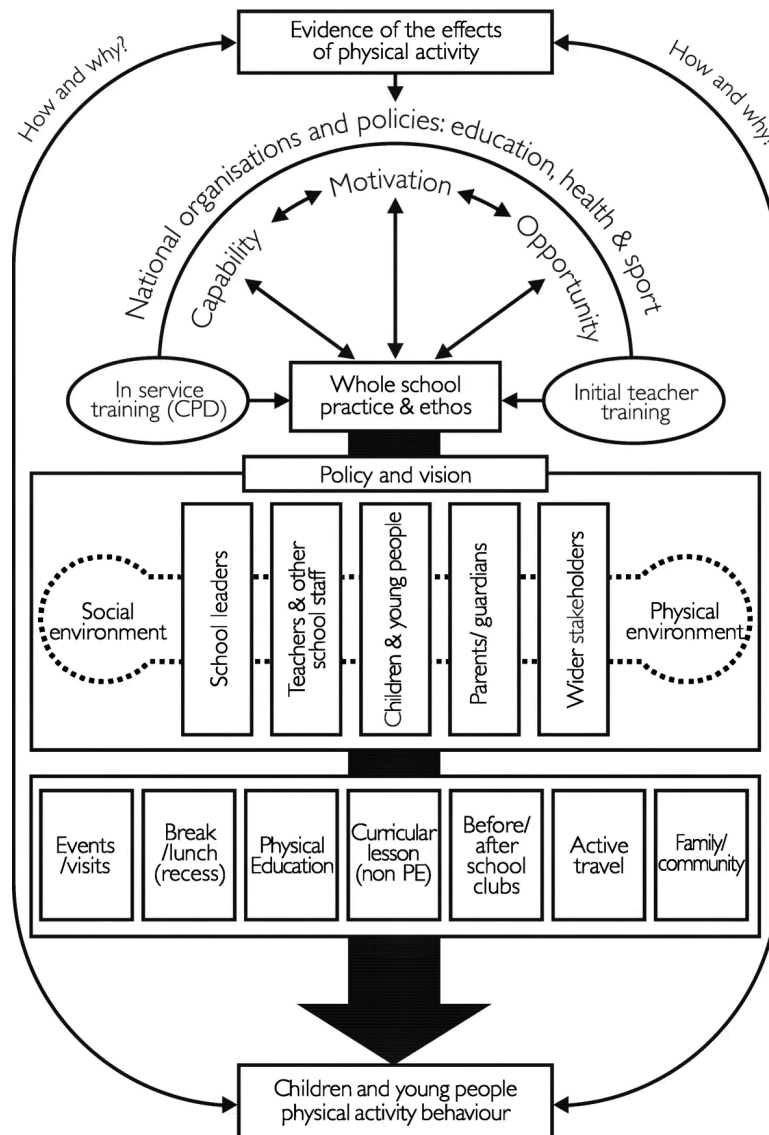 Evidence of the effects
of physical activity
How and why?
How and why?
National organisations and policies: education, health & sport
Motivation
Capability
Opportunity
In service
training (CPD)
Whole school
practice & ethos
Initial teacher
training
Policy and vision
Social
environment
School leaders
Teachers & other
school staff
Children & young people
Parents/ guardians
Wider stakeholders
Physical
environment
Events
/visits
Break
/lunch
(recess)
Physical
Education
Curricular
lesson
(non PE)
Before/
after
school
clubs
Active
travel
Family/
community
Children and young people
physical activity behaviour